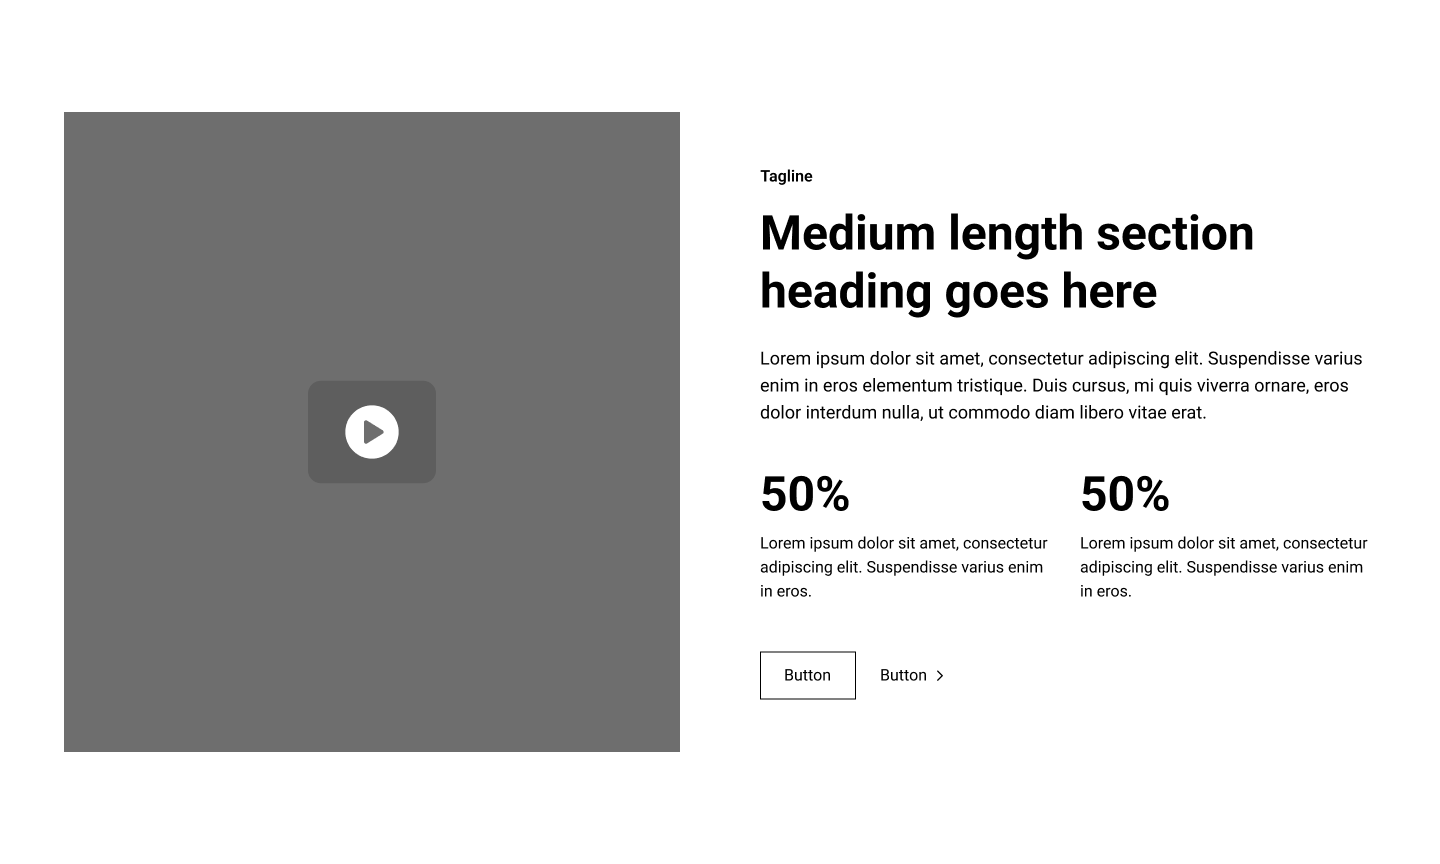 Tagline
Medium length section
heading goes here
Lorem ipsum dolor sit amet, consectetur adipiscing elit. Suspendisse varius
enim in eros elementum tristique. Duis cursus, mi quis viverra ornare, eros
dolor interdum nulla, ut commodo diam libero vitae erat.
50%
Lorem ipsum dolor sit amet, consectetur
adipiscing elit. Suspendisse varius enim
in eros.
50%
Lorem ipsum dolor sit amet, consectetur
adipiscing elit. Suspendisse varius enim
in eros.
Button
Button